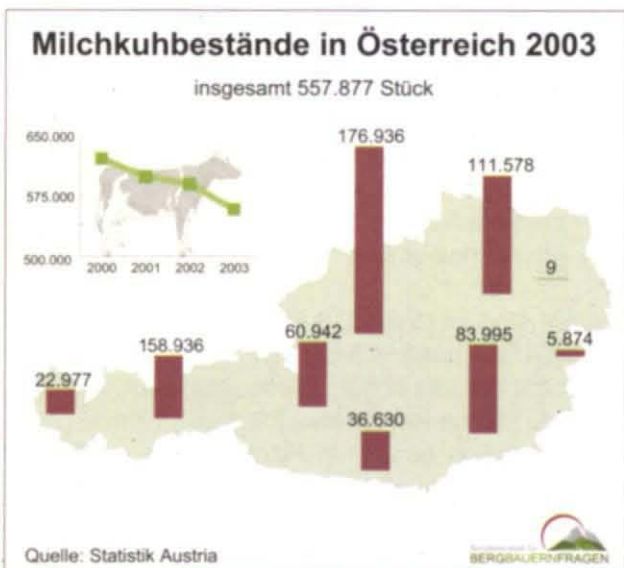 Milchkuhbestände in Österreich 2003
insgesamt 557.877 Stück
650.000
575.000
500.000
2000 2001 2002 2003
176.936
111.578
9
60.942
83.995
5.874
158.936
22.977
36.630
Quelle: Statistik Austria
BERGBAUERNFRAGEN